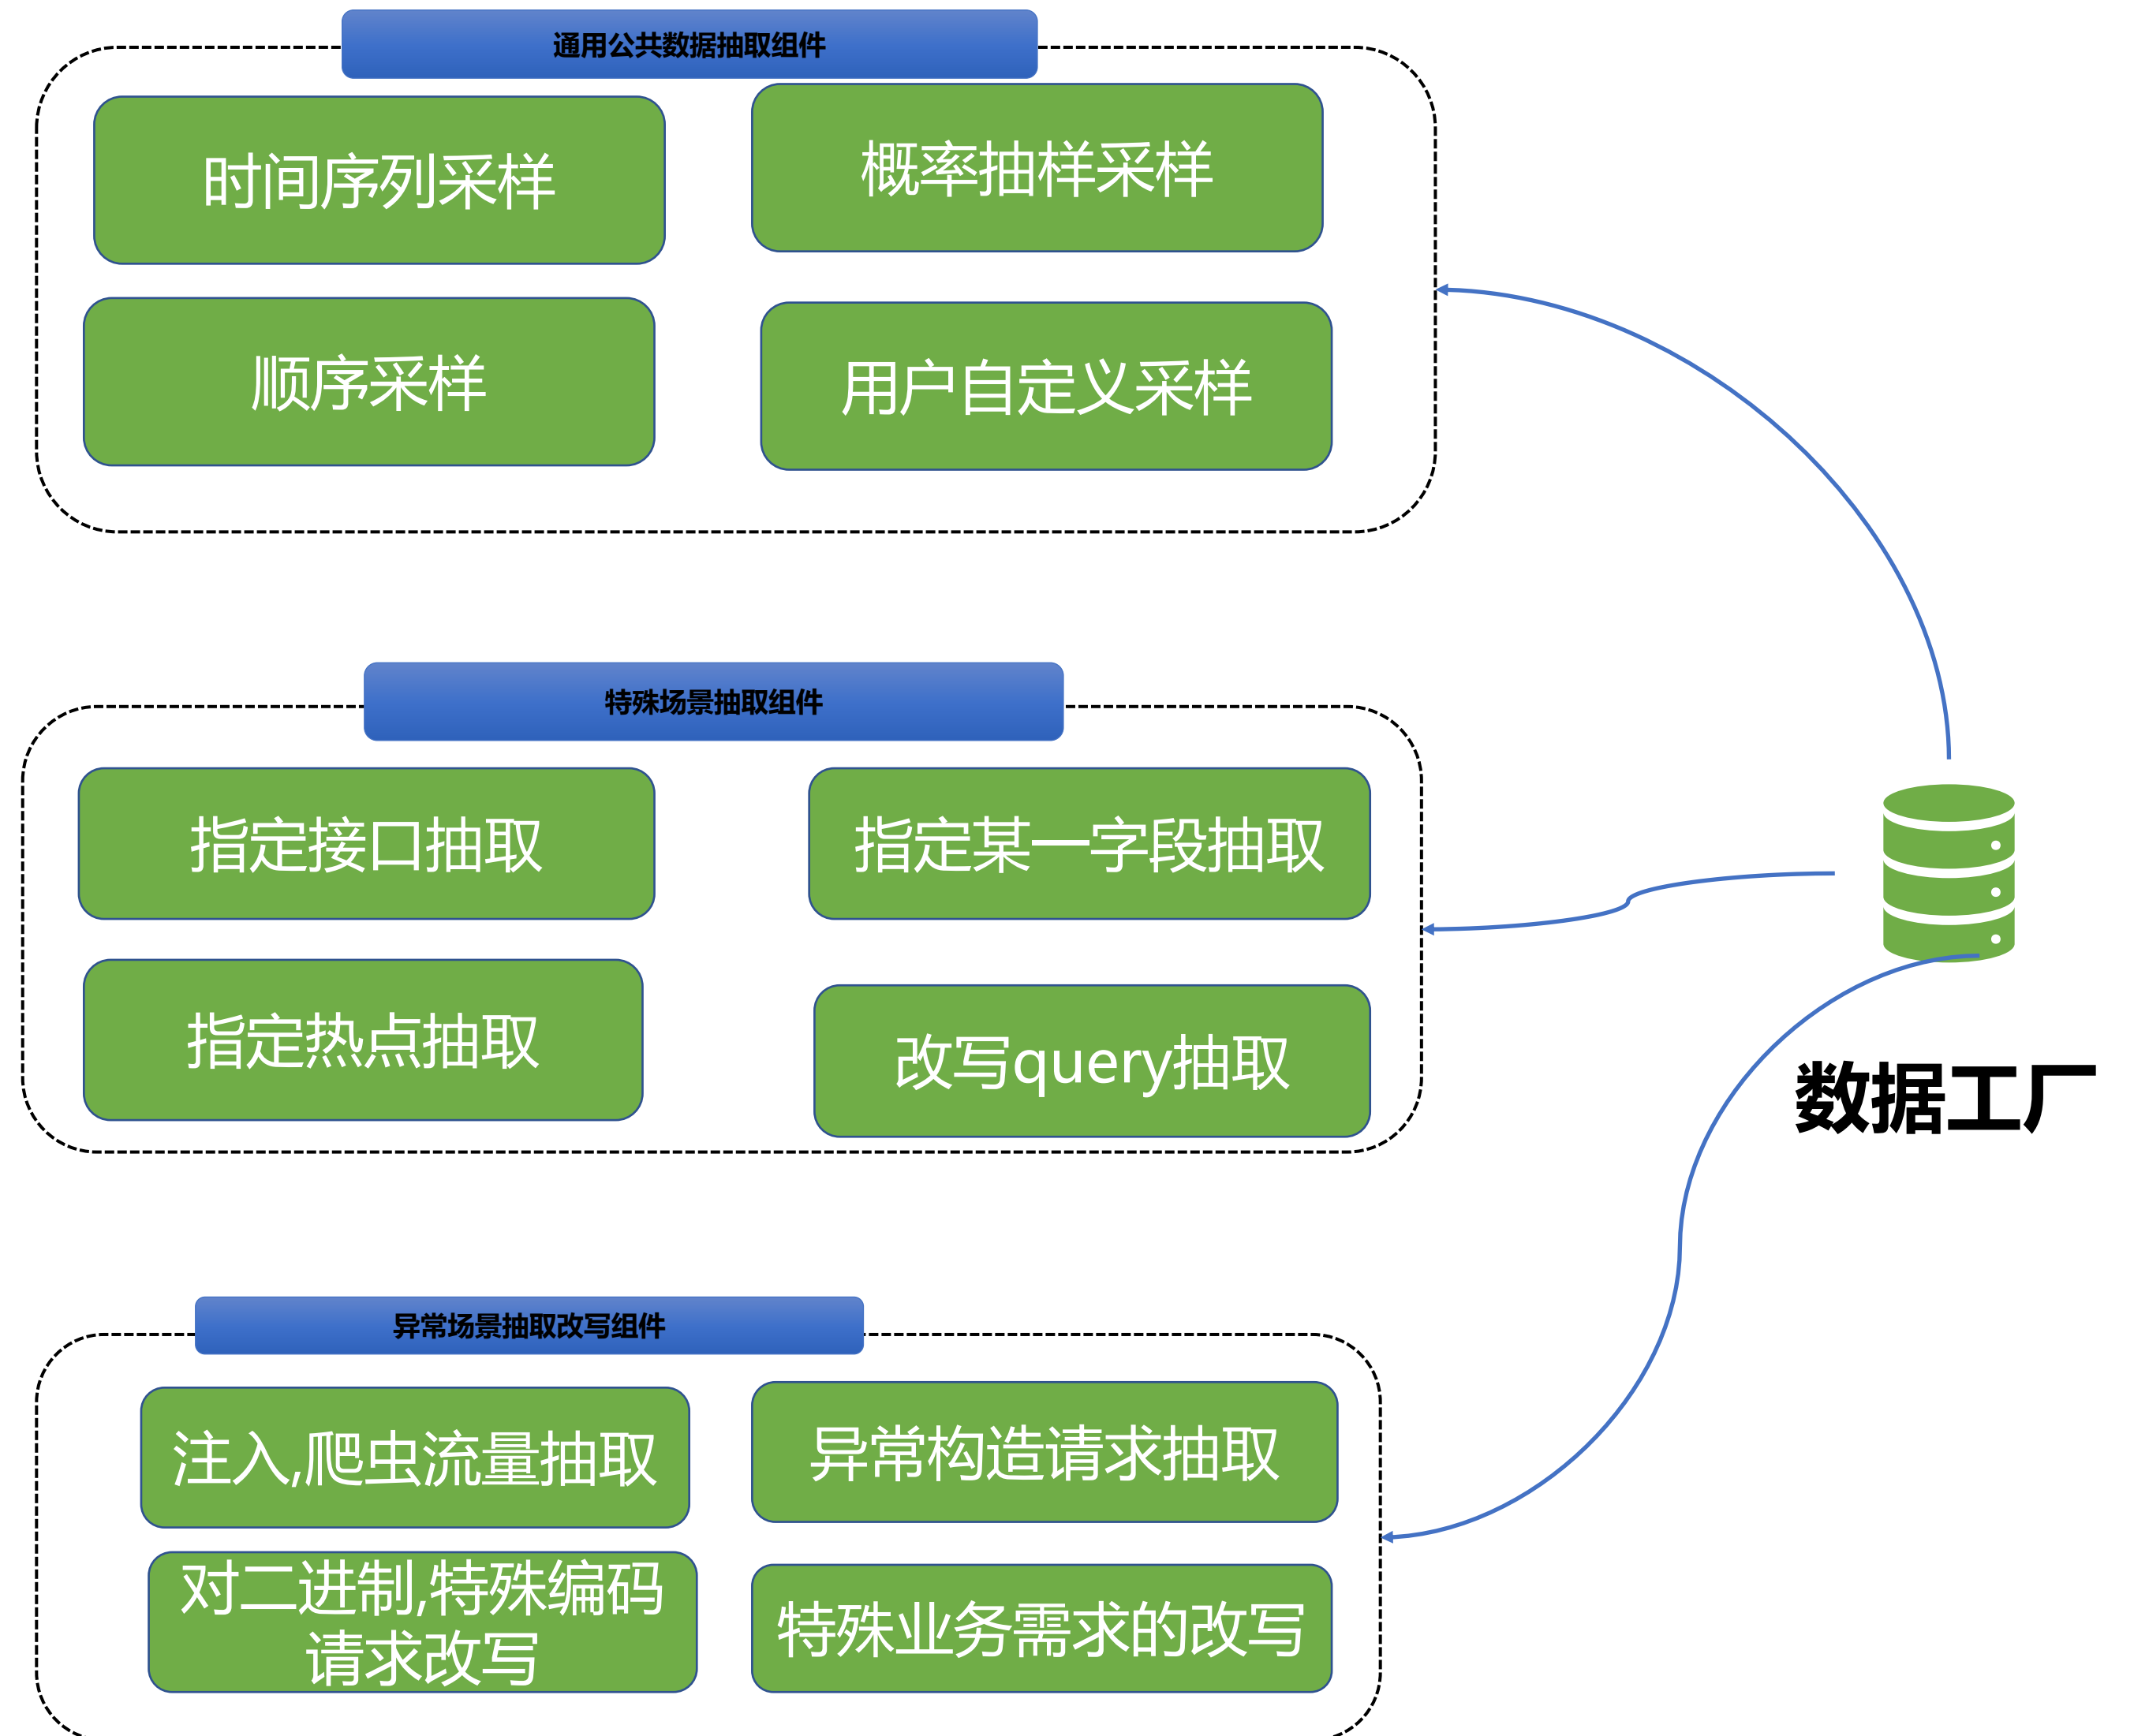 通用公共数据抽取组件
时间序列采样
概率抽样采样
顺序采样
用户自定义采样
特殊场景抽取组件
指定接口抽取
指定某一字段抽取
指定热点抽取
改写query抽取
数据工厂
异常场景抽取改写组件
注入,爬虫流量抽取
异常构造请求抽取
对二进制,特殊编码
请求改写
特殊业务需求的改写